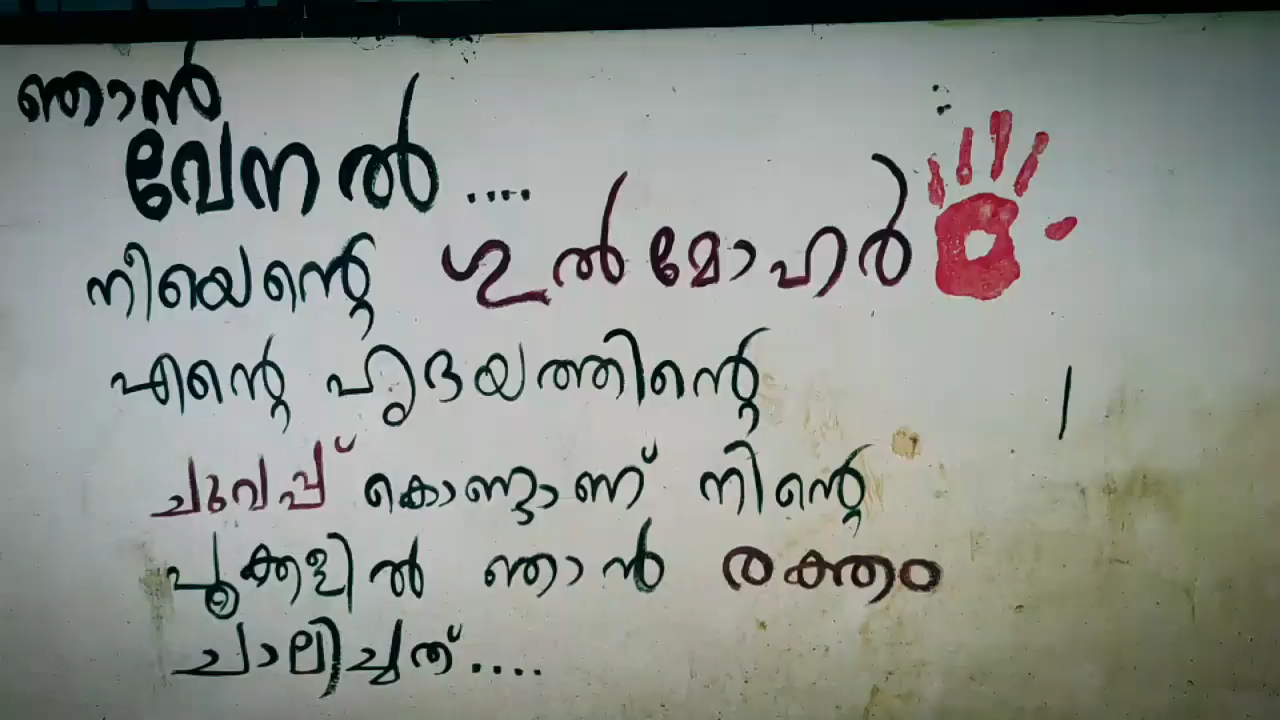 ഞാൻ
വേനൽ....
നീയെന്റെ ഗുൽമോഹർ
എന്റെ ഹൃദയത്തിന്റെ
ചുവപ്പ് കൊണ്ടാണ് നിന്റെ
പൂക്കളിൽ ഞാൻ രക്തം
ചാലിച്ചത്....